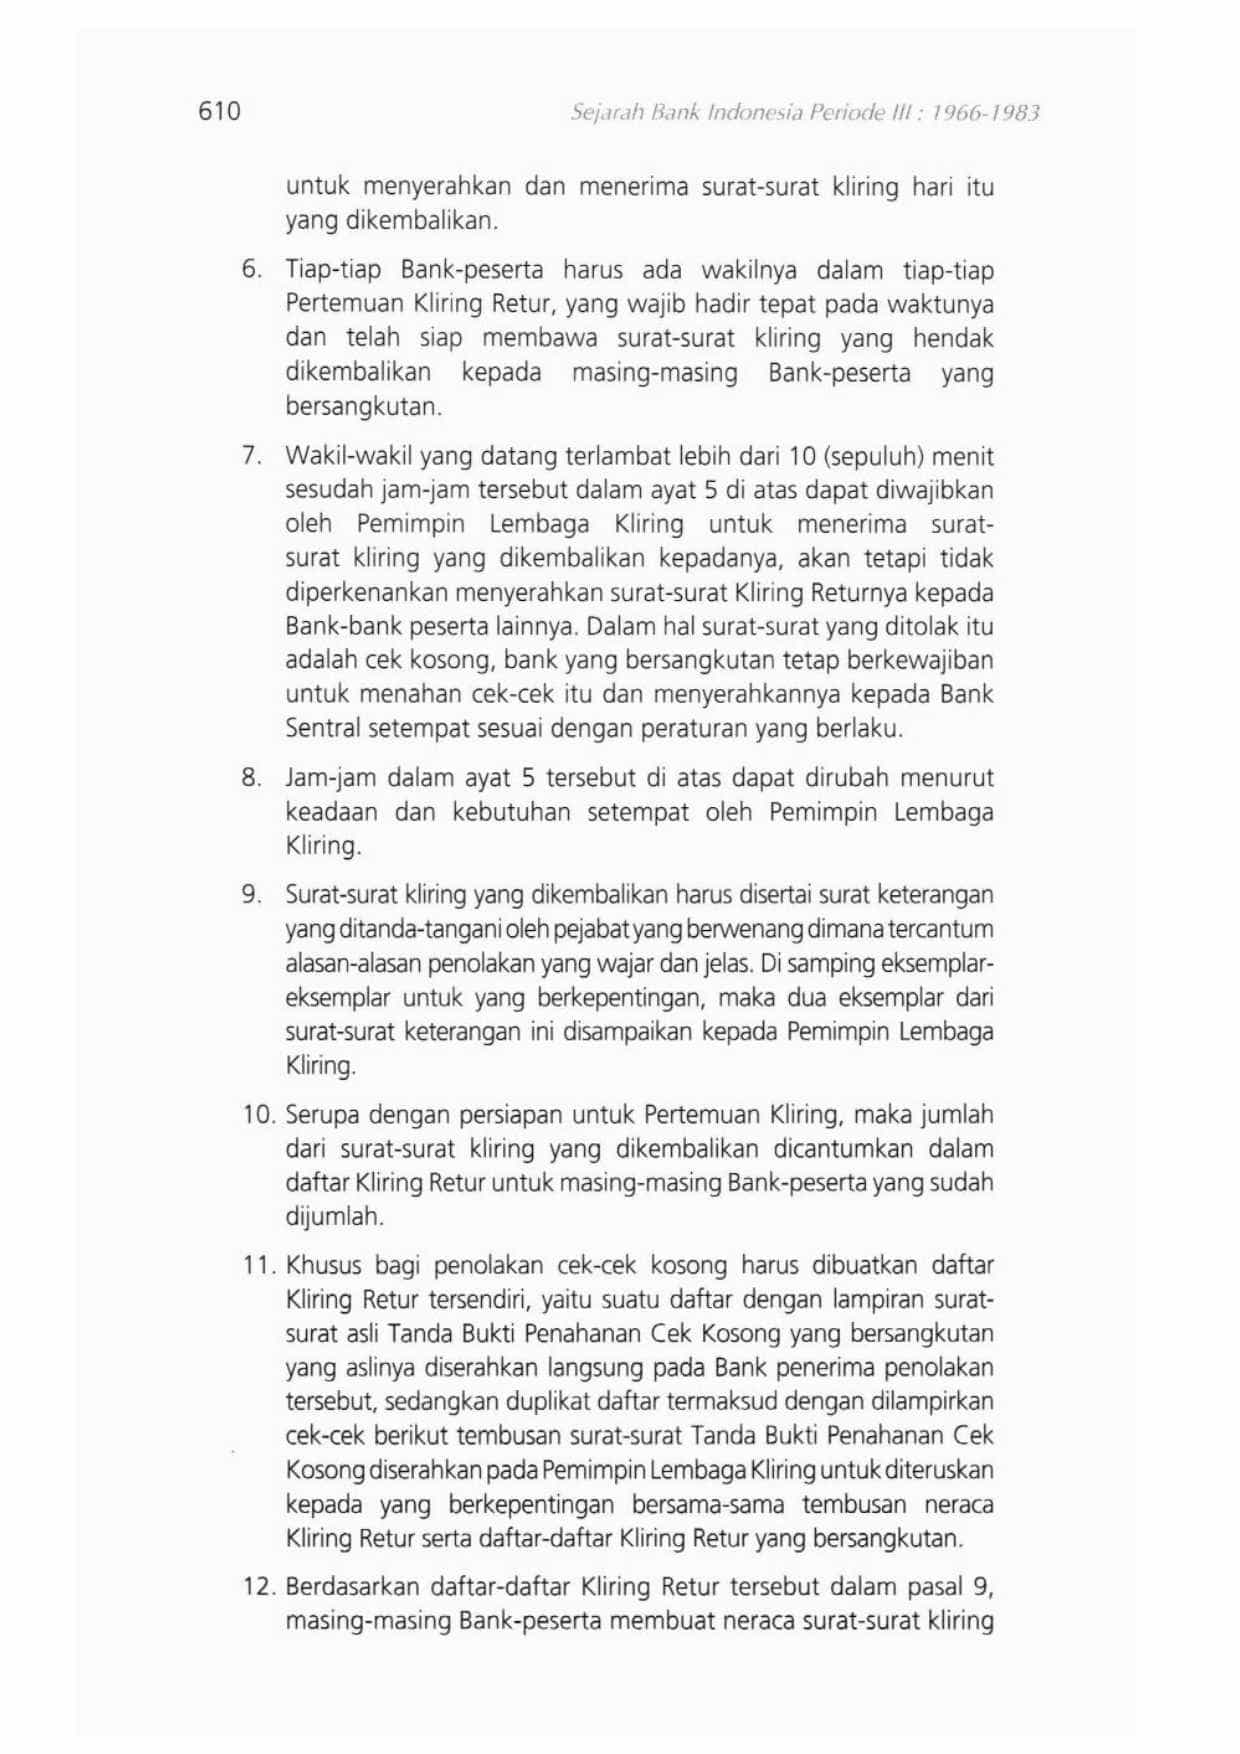 610
Sejarah Bank Indonesia Periode III : 1966-1983
untuk menyerahkan dan menerima surat-surat kliring hari itu
yang dikembalikan.
6. Tiap-tiap Bank-peserta harus ada wakilnya dalam tiap-tiap
Pertemuan Kliring Retur, yang wajib hadir tepat pada waktunya
dan telah siap membawa surat-surat kliring yang hendak
dikembalikan kepada masing-masing Bank-peserta yang
bersangkutan.
7. Wakil-wakil yang datang terlambat lebih dari 10 (sepuluh) menit
sesudah jam-jam tersebut dalam ayat 5 di atas dapat diwajibkan
oleh Pemimpin Lembaga Kliring untuk menerima surat-
surat kliring yang dikembalikan kepadanya, akan tetapi tidak
diperkenankan menyerahkan surat-surat Kliring Returnya kepada
Bank-bank peserta lainnya. Dalam hal surat-surat yang ditolak itu
adalah cek kosong, bank yang bersangkutan tetap berkewajiban
untuk menahan cek-cek itu dan menyerahkannya kepada Bank
Sentral setempat sesuai dengan peraturan yang berlaku.
8. Jam-jam dalam ayat 5 tersebut di atas dapat dirubah menurut
keadaan dan kebutuhan setempat oleh Pemimpin Lembaga
Kliring.
9. Surat-surat kliring yang dikembalikan harus disertai surat keterangan
yang ditanda-tangani oleh pejabat yang berwenang dimana tercantum
alasan-alasan penolakan yang wajar dan jelas. Di samping eksemplar-
eksemplar untuk yang berkepentingan, maka dua eksemplar dari
surat-surat keterangan ini disampaikan kepada Pemimpin Lembaga
Kliring.
10. Serupa dengan persiapan untuk Pertemuan Kliring, maka jumlah
dari surat-surat kliring yang dikembalikan dicantumkan dalam
daftar Kliring Retur untuk masing-masing Bank-peserta yang sudah
dijumlah.
11. Khusus bagi penolakan cek-cek kosong harus dibuatkan daftar
Kliring Retur tersendiri, yaitu suatu daftar dengan lampiran surat-
surat asli Tanda Bukti Penahanan Cek Kosong yang bersangkutan
yang aslinya diserahkan langsung pada Bank penerima penolakan
tersebut, sedangkan duplikat daftar termaksud dengan dilampirkan
cek-cek berikut tembusan surat-surat Tanda Bukti Penahanan Cek
Kosong diserahkan pada Pemimpin Lembaga Kliring untuk diteruskan
kepada yang berkepentingan bersama-sama tembusan neraca
Kliring Retur serta daftar-daftar Kliring Retur yang bersangkutan.
12. Berdasarkan daftar-daftar Kliring Retur tersebut dalam pasal 9,
masing-masing Bank-peserta membuat neraca surat-surat kliring